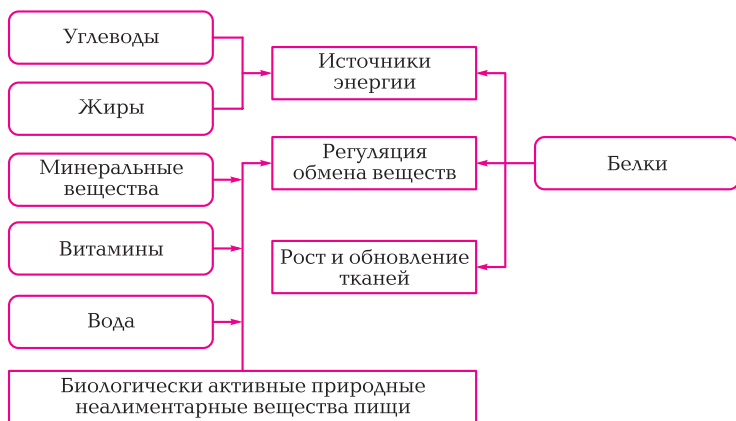 Углеводы
Жиры
Минеральные
вещества
Витамины
Вода
Биологически активные природные
неалиментарные вещества пищи
Источники
энергии
Регуляция
обмена веществ
Рост и обновление
тканей
Белки